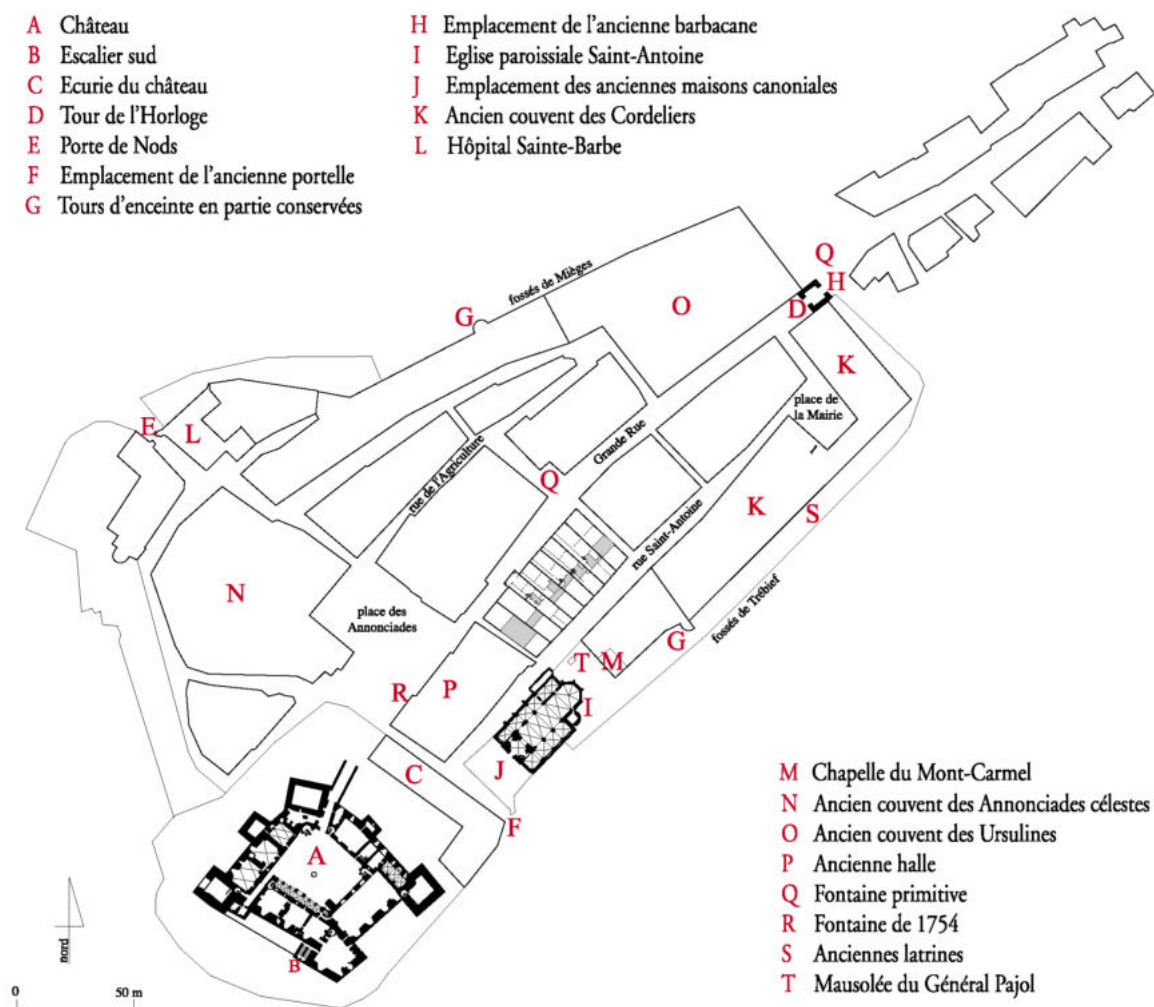 A Château
B Escalier sud
C Ecurie du château
D Tour de l'Horloge
E Porte de Nods
F Emplacement de l'ancienne portelle
G Tours d'enceinte en partie conservées
H Emplacement de l'ancienne barbacane
I Eglise paroissiale Saint-Antoine
J Emplacement des anciennes maisons canoniales
K Ancien couvent des Cordeliers
L Hôpital Sainte-Barbe
Q
H
D
fossés de Mièges
G
O
K
place de
la Mairie
E
L
rue de l'Agriculture
Grande Rue
Q
K
S
rue Saint-Antoine
fossés de Trébief
N
place des
Annonciades
G
T
M
R
P
I
J
C
F
A
B
nord
0
50 m
M Chapelle du Mont-Carmel
N Ancien couvent des Annonciades célestes
O Ancien couvent des Ursulines
P Ancienne halle
Q Fontaine primitive
R Fontaine de 1754
S Anciennes latrines
T Mausolée du Général Pajol